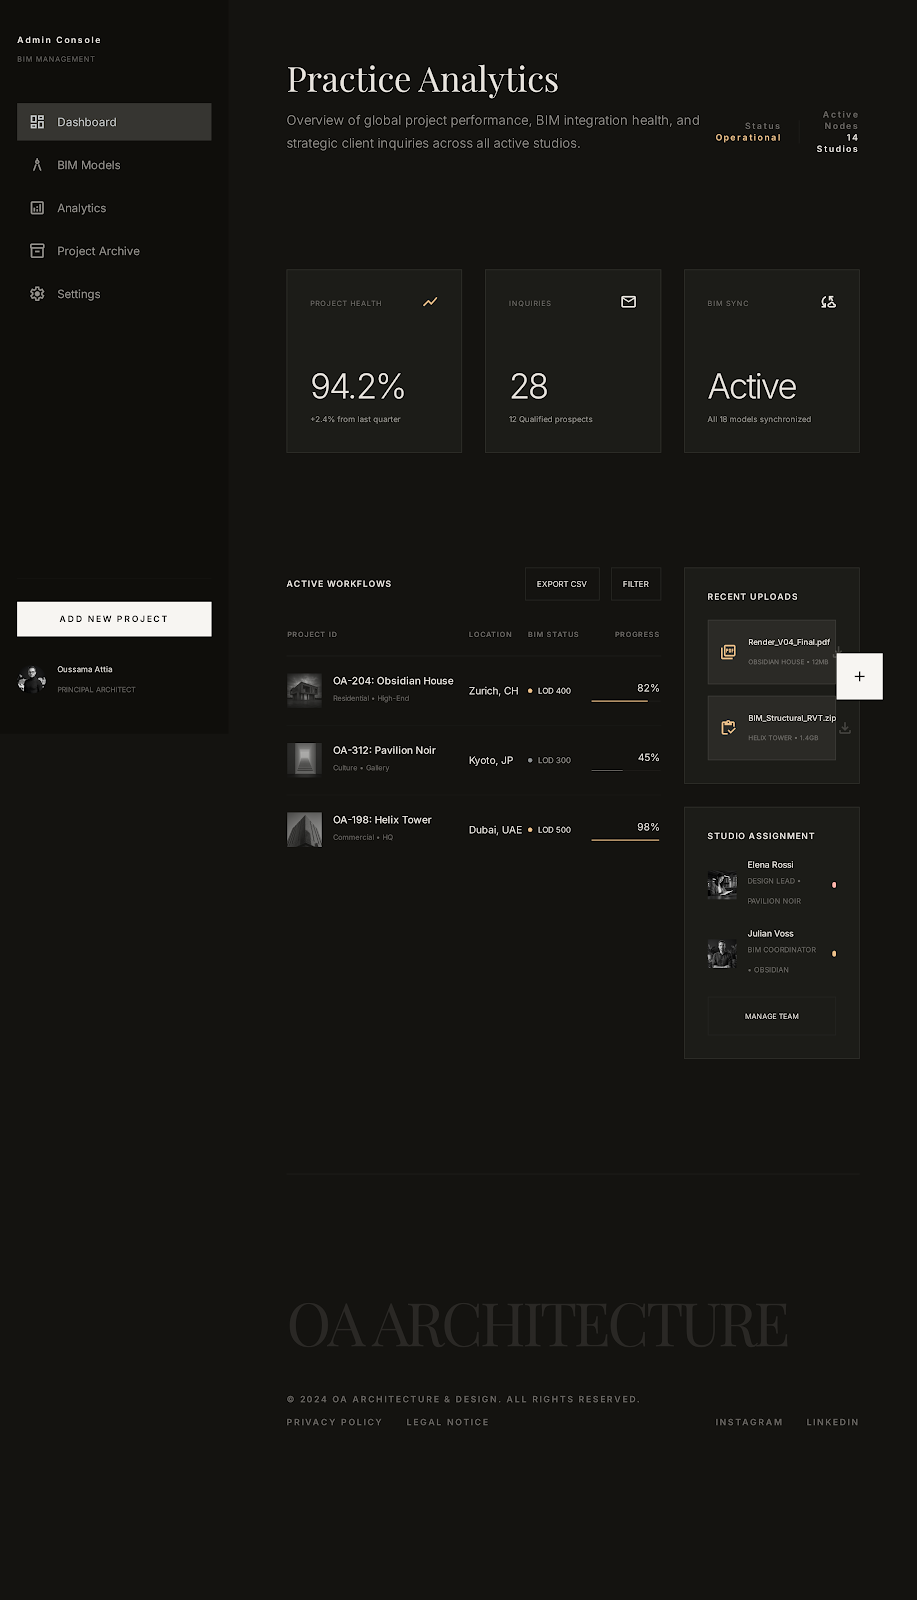 Admin Console
BIM MANAGEMENT
Dashboard
BIM Models
Analytics
Project Archive
Settings
ADD NEW PROJECT
Oussama Attia
PRINCIPAL ARCHITECT
Practice Analytics
Overview of global project performance, BIM integration health, and
strategic client inquiries across all active studios.
Status
Operational
Active
Nodes
14
Studios
PROJECT HEALTH
94.2%
+2.4% from last quarter
INQUIRIES
28
12 Qualified prospects
BIM SYNC
Active
All 18 models synchronized
ACTIVE WORKFLOWS
EXPORT CSV
FILTER
PROJECT ID LOCATION BIM STATUS PROGRESS
OA-204: Obsidian House
Residential • High-End
Zurich, CH
LOD 400
82%
OA-312: Pavilion Noir
Culture • Gallery
Kyoto, JP
LOD 300
45%
OA-198: Helix Tower
Commercial • HQ
Dubai, UAE
LOD 500
98%
RECENT UPLOADS
PDF
Render_V04_Final.pdf
OBSIDIAN HOUSE • 12MB
+
BIM_Structural_RVT.zip
HELIX TOWER • 1.4GB
STUDIO ASSIGNMENT
Elena Rossi
DESIGN LEAD •
PAVILION NOIR
Julian Voss
BIM COORDINATOR
• OBSIDIAN
MANAGE TEAM
OA ARCHITECTURE
© 2024 OA ARCHITECTURE & DESIGN. ALL RIGHTS RESERVED.
PRIVACY POLICY LEGAL NOTICE INSTAGRAM LINKEDIN